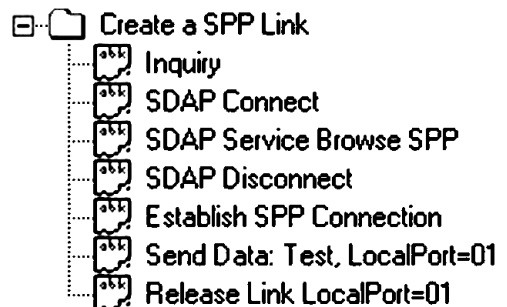 Create a SPP Link
Inquiry
SDAP Connect
SDAP Service Browse SPP
SDAP Disconnect
Establish SPP Connection
Send Data: Test, LocalPort=01
Release Link LocalPort=01